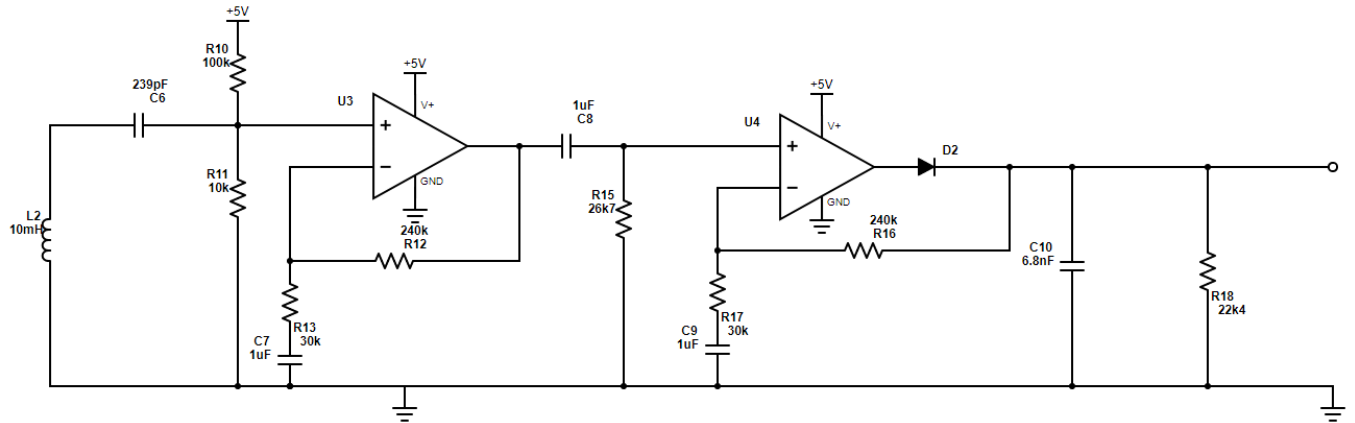 +5V
R10
100k
239pF
C6
U3
+5V
V+
GND
R11
10k
L2
10mH
240k
R12
R13
30k
C7
1uF
1uF
C8
R15
26k7
U4
+5V
V+
GND
D2
240k
R16
R17
30k
C9
1uF
C10
6.8nF
R18
22k4